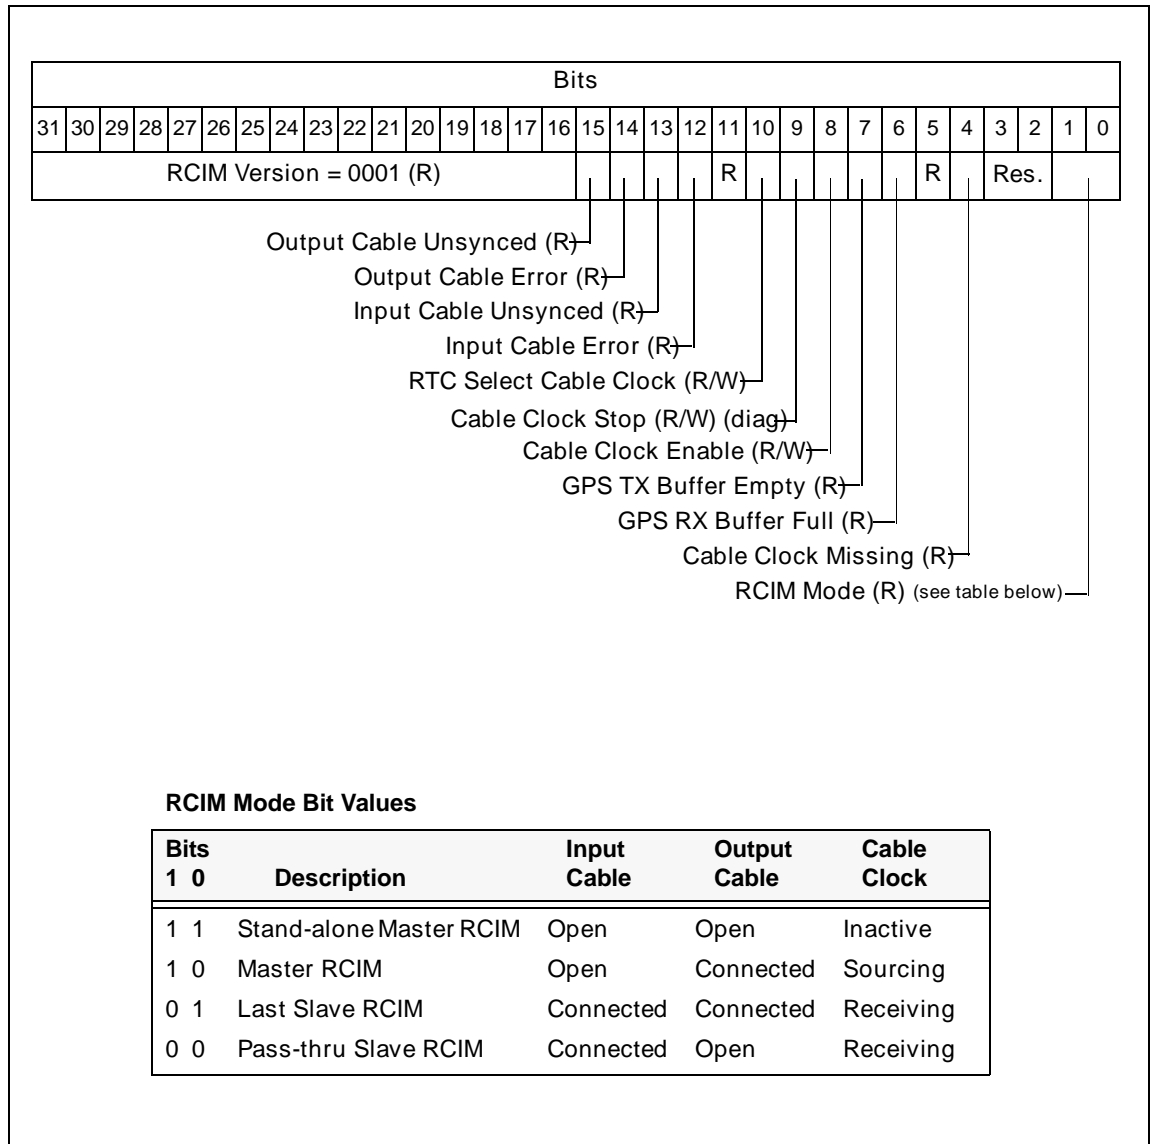 Bits
31 30 29 28 27 26 25 24 23 22 21 20 19 18 17 16 15 14 13 12 11 10 9 8 7 6 5 4 3 2 1 0
RCIM Version = 0001 (R) R R Res.
Output Cable Unsynced (R)
Output Cable Error (R)
Input Cable Unsynced (R)
Input Cable Error (R)
RTC Select Cable Clock (R/W)
Cable Clock Stop (R/W) (diag)
Cable Clock Enable (R/W)
GPS TX Buffer Empty (R)
GPS RX Buffer Full (R)
Cable Clock Missing (R)
RCIM Mode (R) (see table below)
RCIM Mode Bit Values
Bits Input Output Cable
1 0 Description Cable Cable Clock
1 1 Stand-alone Master RCIM Open Open Inactive
1 0 Master RCIM Open Connected Sourcing
0 1 Last Slave RCIM Connected Connected Receiving
0 0 Pass-thru Slave RCIM Connected Open Receiving